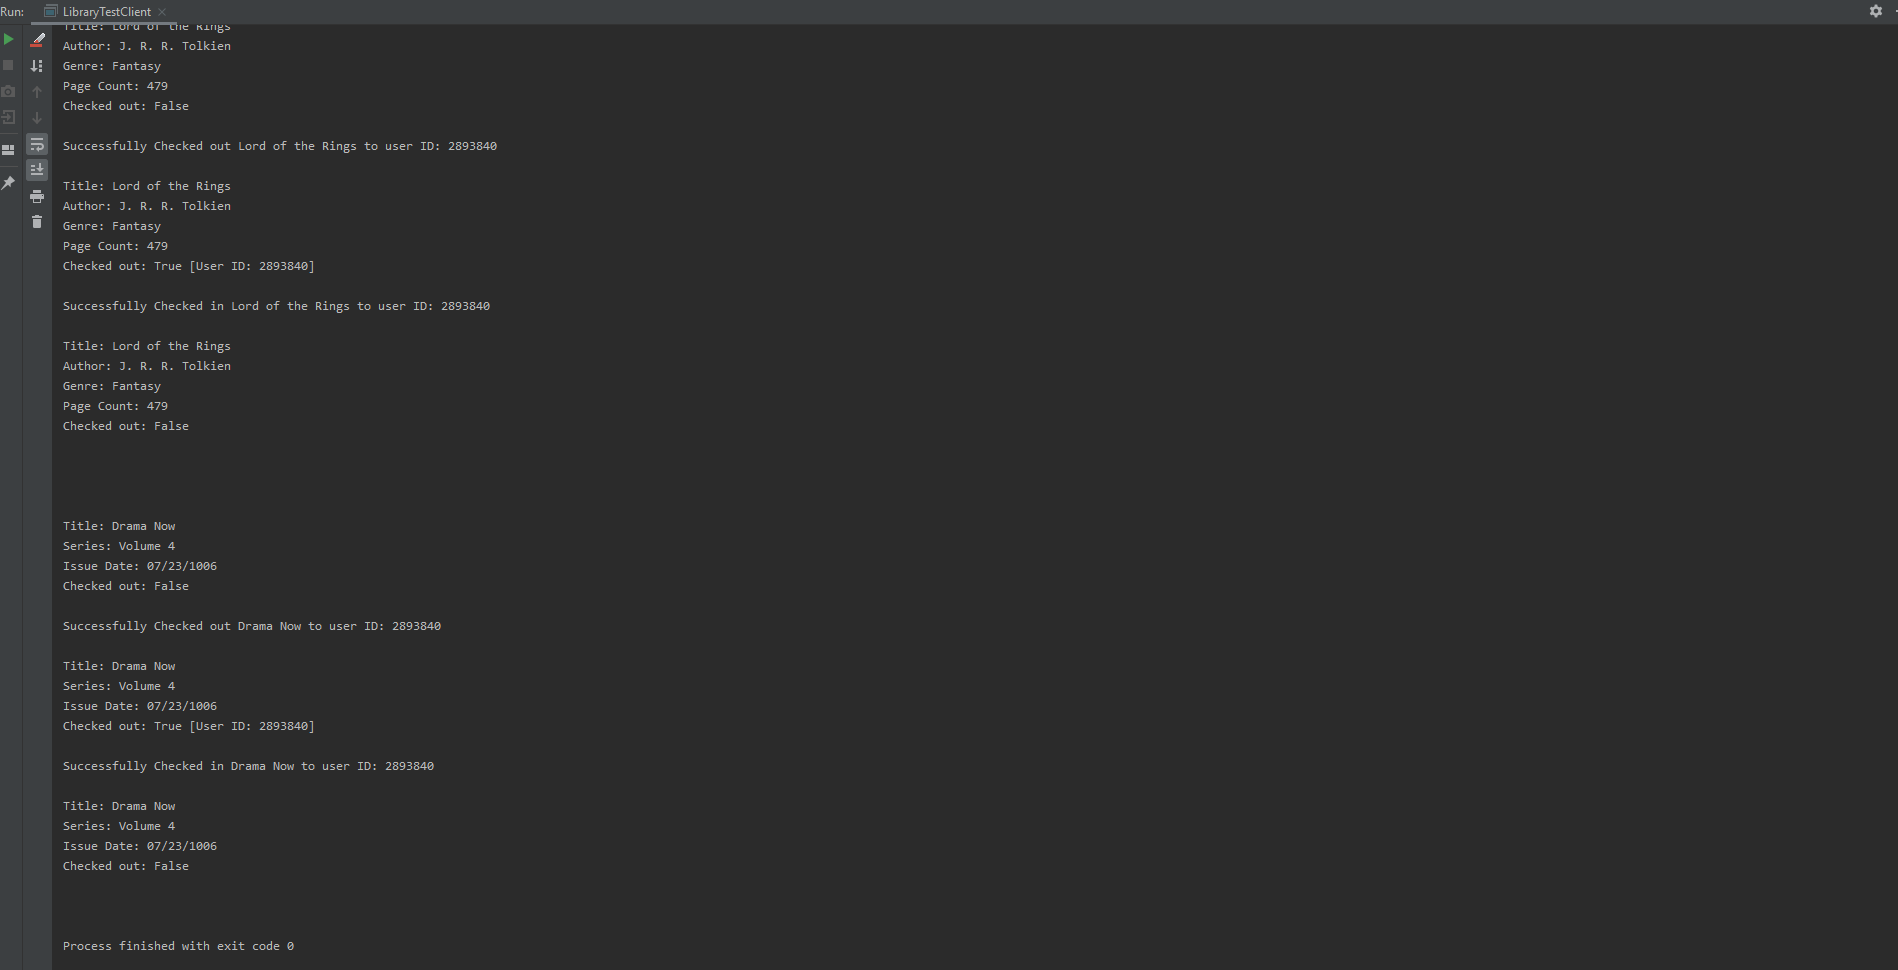 Run: LibraryTestClient
Title: Lord of the Rings
Author: J. R. R. Tolkien
Genre: Fantasy
Page Count: 479
Checked out: False
Successfully Checked out Lord of the Rings to user ID: 2893840
Title: Lord of the Rings
Author: J. R. R. Tolkien
Genre: Fantasy
Page Count: 479
Checked out: True [User ID: 2893840]
Successfully Checked in Lord of the Rings to user ID: 2893840
Title: Lord of the Rings
Author: J. R. R. Tolkien
Genre: Fantasy
Page Count: 479
Checked out: False
Title: Drama Now
Series: Volume 4
Issue Date: 07/23/1006
Checked out: False
Successfully Checked out Drama Now to user ID: 2893840
Title: Drama Now
Series: Volume 4
Issue Date: 07/23/1006
Checked out: True [User ID: 2893840]
Successfully Checked in Drama Now to user ID: 2893840
Title: Drama Now
Series: Volume 4
Issue Date: 07/23/1006
Checked out: False
Process finished with exit code 0